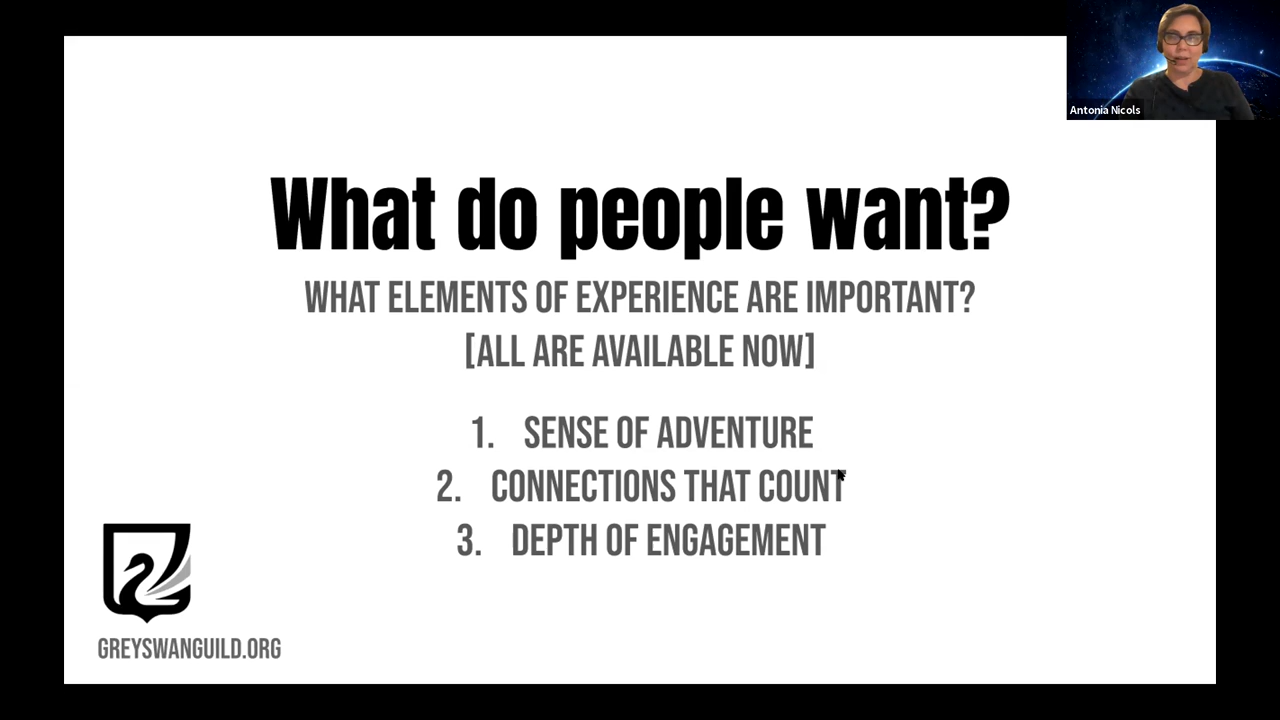 Antonia Nicols
What do people want?
WHAT ELEMENTS OF EXPERIENCE ARE IMPORTANT?
[ALL ARE AVAILABLE NOW]
1. SENSE OF ADVENTURE
2. CONNECTIONS THAT COUNT
3. DEPTH OF ENGAGEMENT
GREYSWANGUILD.ORG